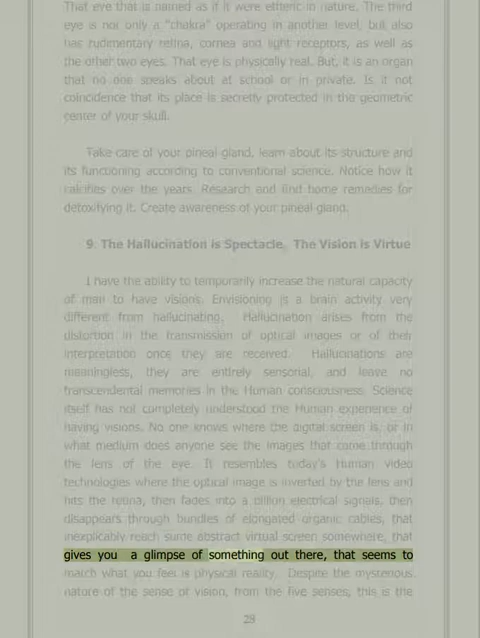 That eye that is named as if it were etheric in nature. The third
eye is not only a "chakra" operating in another level, but also
has rudimentary retina, cornea and light receptors, as well as
the other two eyes. That eye is physically real. But, it is an organ
that no one speaks about at school or in private. Is it not
coincidence that its place is secretly protected in the geometric
center of your skull.
Take care of your pineal gland, learn about its structure and
its functioning according to conventional science. Notice how it
calcifies over the years. Research and find home remedies for
detoxifying it. Create awareness of your pineal gland.
9. The Hallucination is Spectacle, The Vision is Virtue
I have the ability to temporarily increase the natural capacity
of man to have visions. Envisioning is a brain activity very
different from hallucinating. Hallucination arises from the
distortion in the transmission of optical images or of their
interpretation once they are received. Hallucinations are
meaningless, they are entirely sensorial, and leave no
transcendental memories in the Human consciousness. Science
itself has not completely understood the Human experience of
having visions. No one knows where the digital screen is, or in
what medium does anyone see the images that come through
the lens of the eye. It resembles today's Human video
technologies where the optical image is inverted by the lens and
hits the retina, then fades into a billion electrical signals, then
disappears through bundles of elongated organic cables, that
inexplicably reach some abstract virtual screen somewhere, that
gives you a glimpse of something out there, that seems to
match what you feel is physical reality. Despite the mysterious
nature of the sense of vision, from the five senses, this is the
28